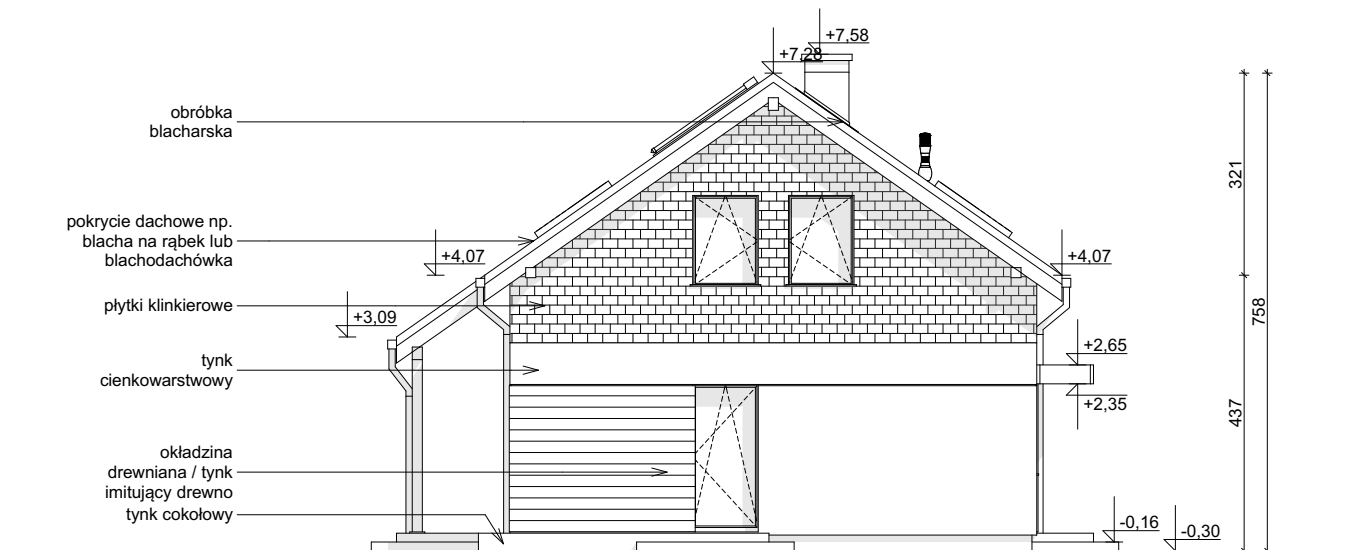 +7,58
+7,28
obróbka
blacharska
321
pokrycie dachowe np.
blacha na rąbek lub
blachodachówka
+4,07
+4,07
płytki klinkierowe
+3,09
758
tynk
cienkowarstwowy
+2,65
+2,35
437
okładzina
drewniana / tynk
imitujący drewno
tynk cokołowy
-0,16
-0,30